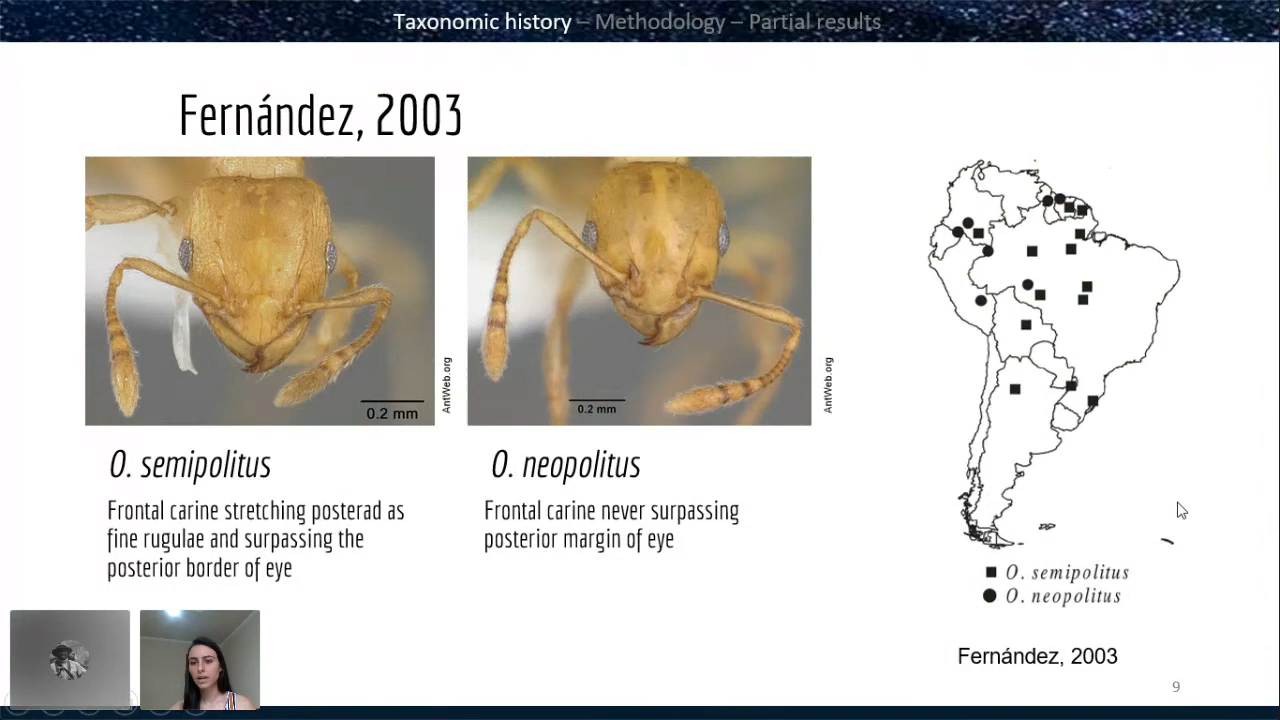 Taxonomic history – Methodology – Partial results
Fernández, 2003
0.2 mm
AntWeb.org
0.2 mm
AntWeb.org
O. semipolitus
Frontal carine stretching posterad as
fine rugulae and surpassing the
posterior border of eye
O. neopolitus
Frontal carine never surpassing
posterior margin of eye
O. semipolitus
O. neopolitus
Fernández, 2003
9